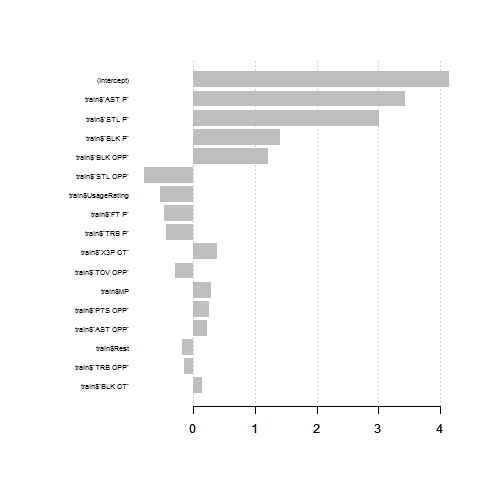 (Intercept)
train$`AST P`
train$`STL P`
train$`BLK P`
train$`BLK OPP`
train$`STL OPP`
train$UsageRating
train$`FT P`
train$`TRB P`
train$`X3P OT`
train$`TOV OPP`
train$MP
train$`PTS OPP`
train$`AST OPP`
train$Rest
train$`TRB OPP`
train$`BLK OT`
0 1 2 3 4